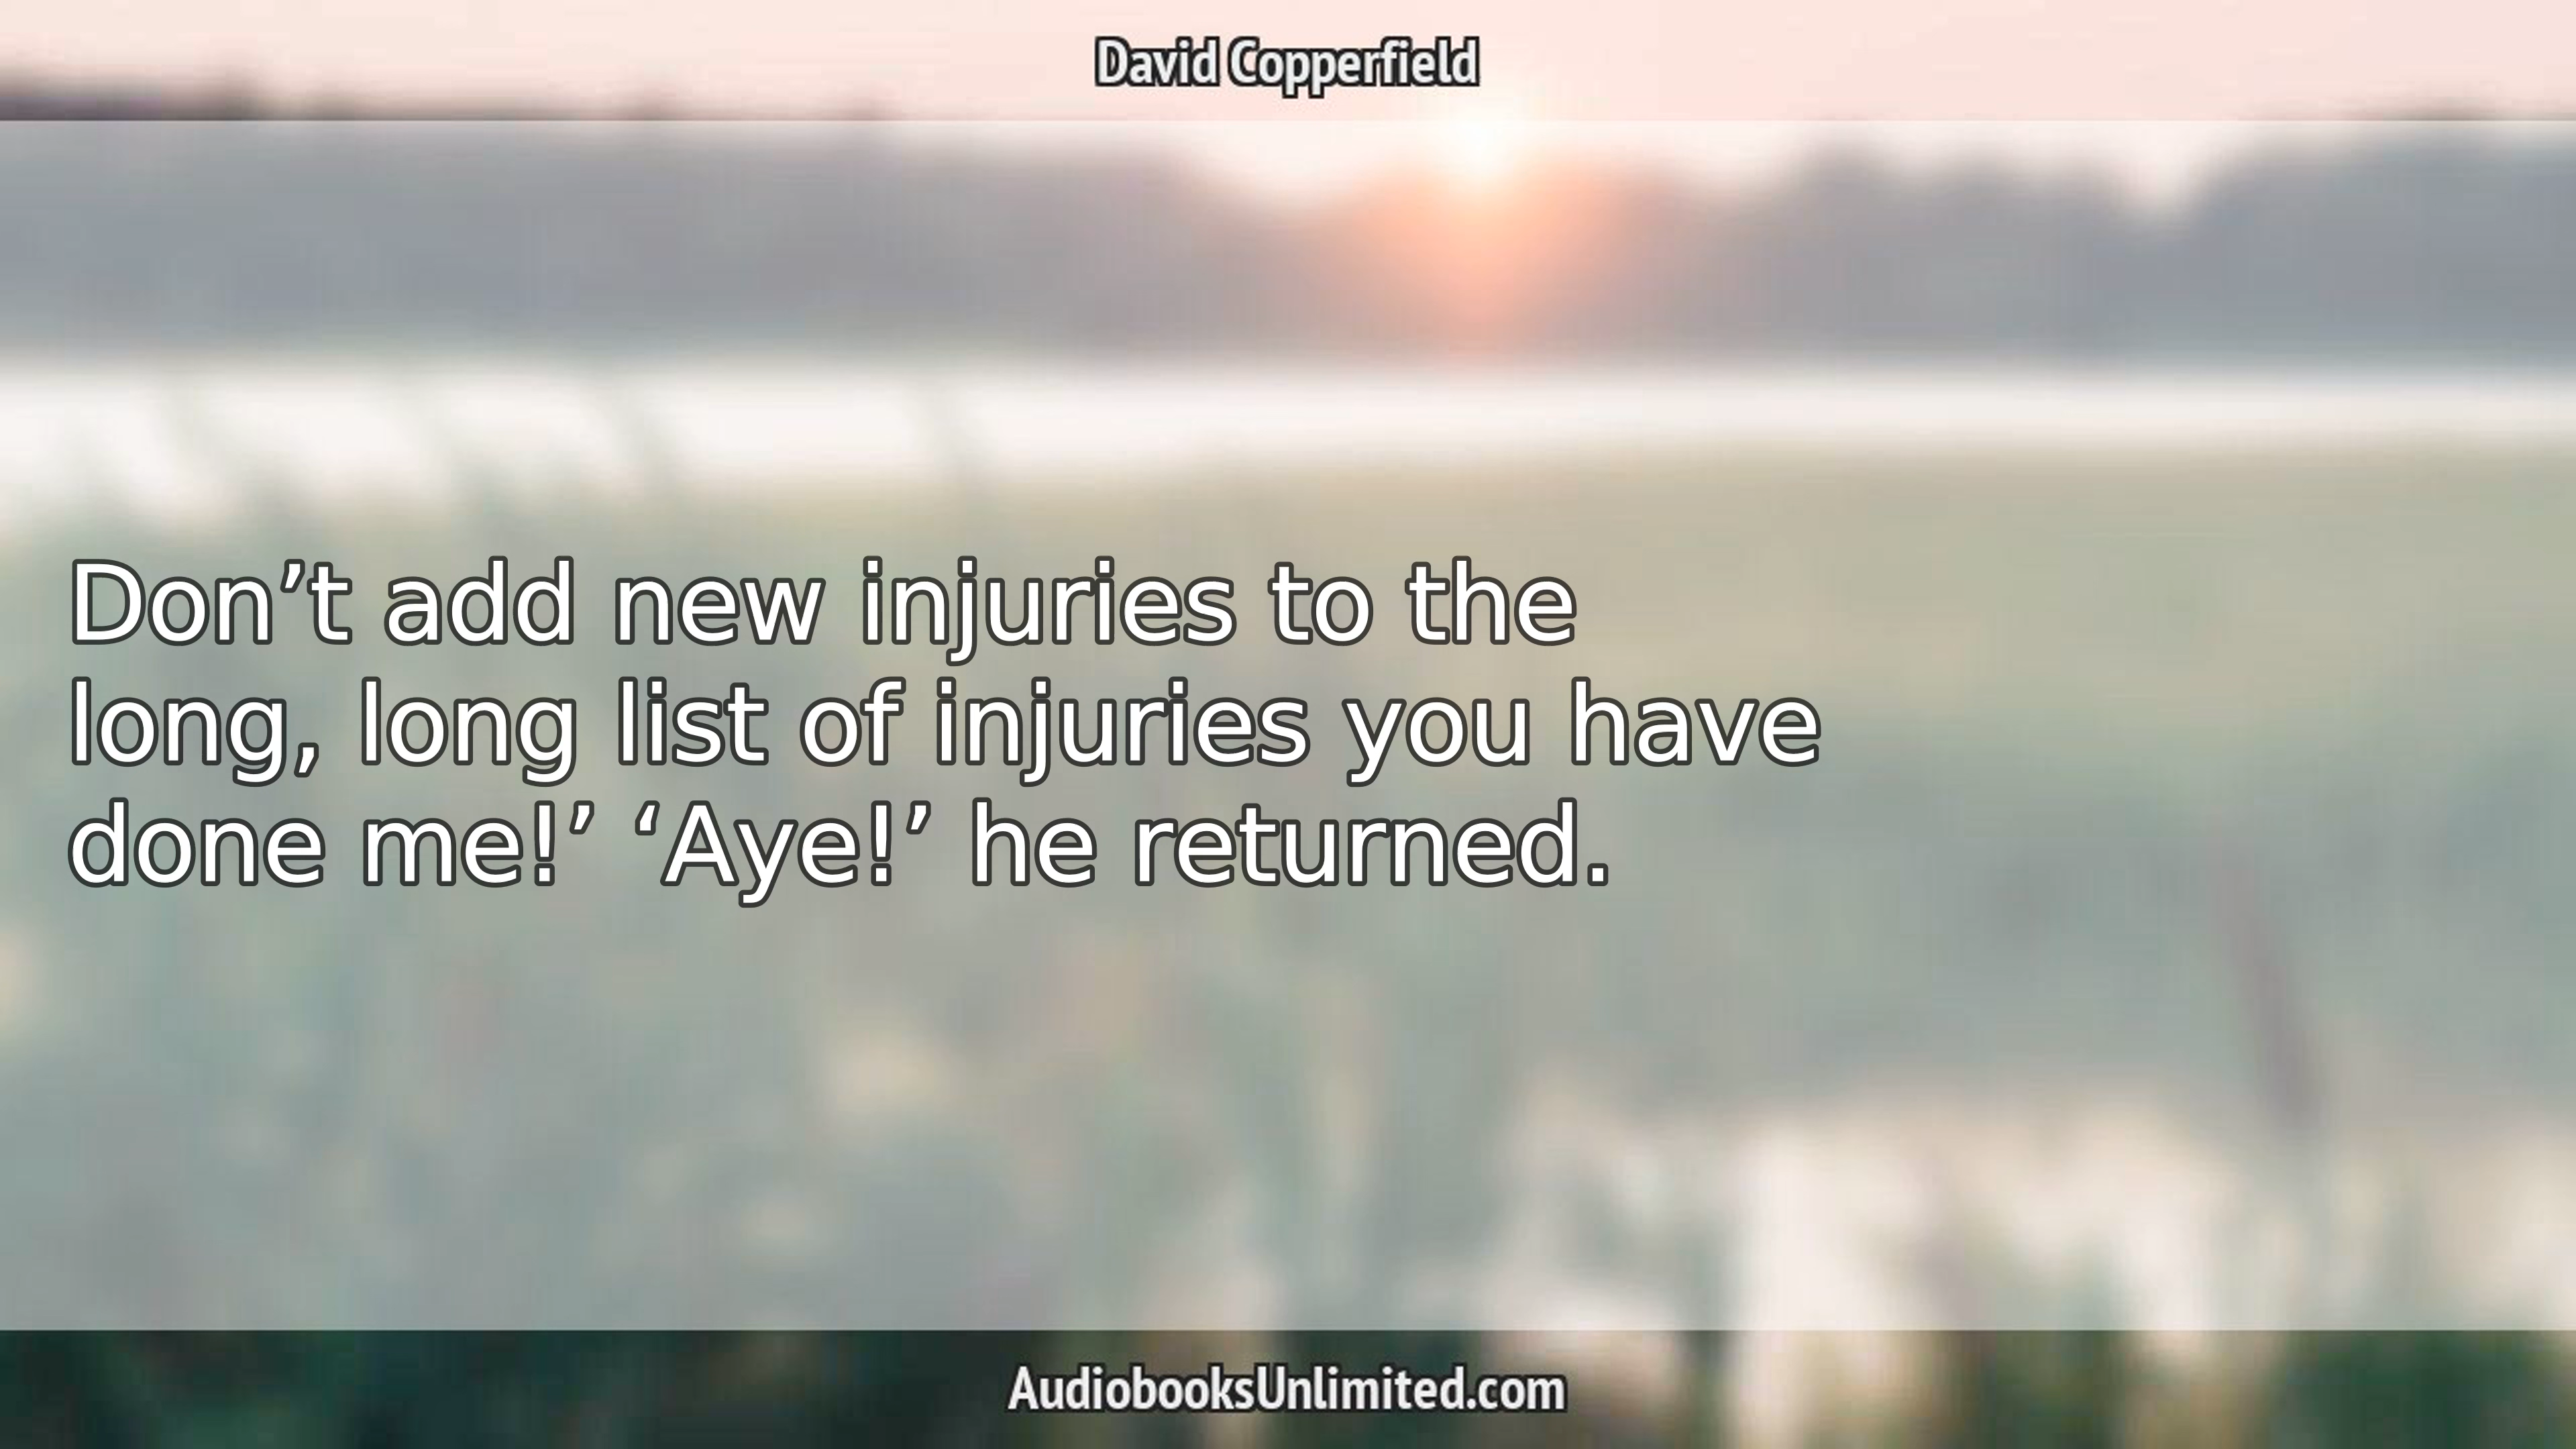 David Copperfield
Don’t add new injuries to the
long, long list of injuries you have
done me!’ ‘Aye!’ he returned.
AudiobooksUnlimited.com